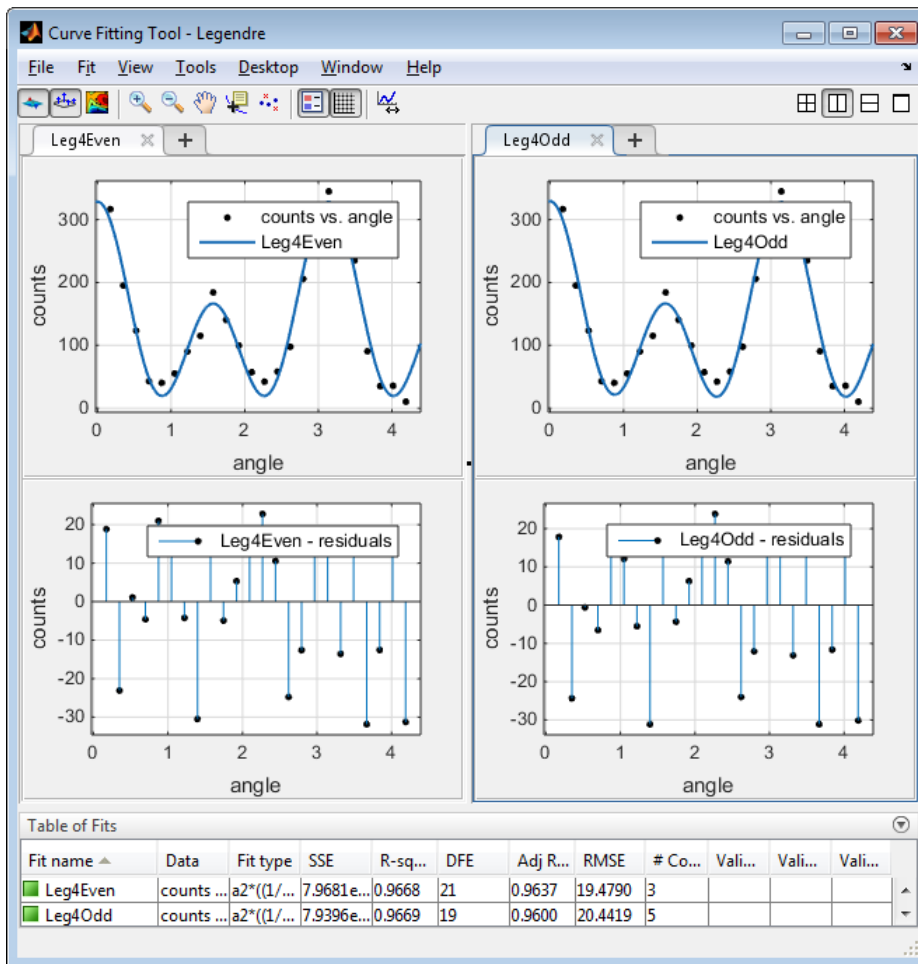 Curve Fitting Tool - Legendre
File Fit View Tools Desktop Window Help
Leg4Even
Leg4Odd
300
200
100
0
counts
counts vs. angle
Leg4Even
0 1 2 3 4
angle
300
200
100
0
counts
counts vs. angle
Leg4Odd
0 1 2 3 4
angle
20
10
0
-10
-20
-30
counts
Leg4Even - residuals
0 1 2 3 4
angle
20
10
0
-10
-20
-30
counts
Leg4Odd - residuals
0 1 2 3 4
angle
Table of Fits
Fit name Data Fit type SSE R-sq... DFE Adj R... RMSE # Co... Vali... Vali... Vali...
Leg4Even counts ... a2*((1/... 7.9681e... 0.9668 21 0.9637 19.4790 3
Leg4Odd counts ... a2*((1/... 7.9396e... 0.9669 19 0.9600 20.4419 5